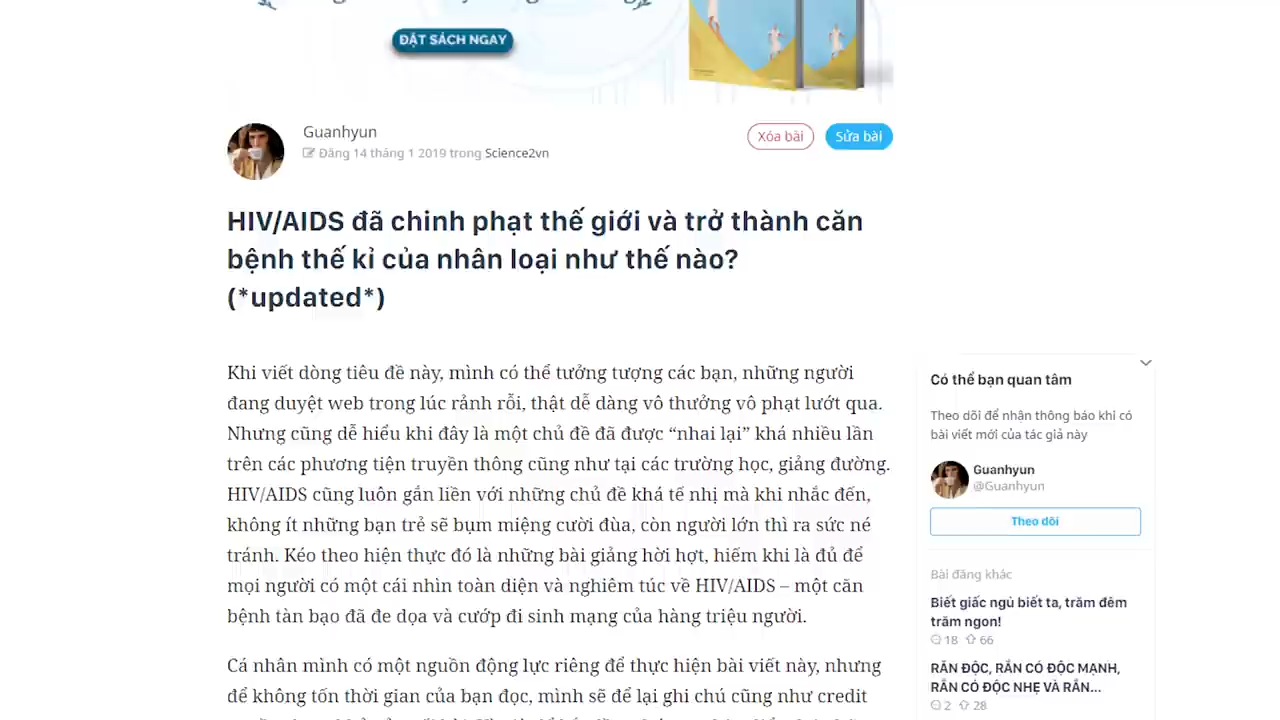 ĐẶT SÁCH NGAY
Guanhyun
Xóa bài
Sửa bài
Đăng 14 tháng 1 2019 trong Science2vn
HIV/AIDS đã chinh phạt thế giới và trở thành căn
bệnh thế kỉ của nhân loại như thế nào?
(*updated*)
Khi viết dòng tiêu đề này, mình có thể tưởng tượng các bạn, những người
đang duyệt web trong lúc rảnh rỗi, thật dễ dàng vô thưởng vô phạt lướt qua.
Nhưng cũng dễ hiểu khi đây là một chủ đề đã được “nhai lại” khá nhiều lần
trên các phương tiện truyền thông cũng như tại các trường học, giảng đường.
HIV/AIDS cũng luôn gắn liền với những chủ đề khá tế nhị mà khi nhắc đến,
không ít những bạn trẻ sẽ bụm miệng cười đùa, còn người lớn thì ra sức né
tránh. Kéo theo hiện thực đó là những bài giảng hời hợt, hiếm khi là đủ để
mọi người có một cái nhìn toàn diện và nghiêm túc về HIV/AIDS – một căn
bệnh tàn bạo đã đe dọa và cướp đi sinh mạng của hàng triệu người.
Cá nhân mình có một nguồn động lực riêng để thực hiện bài viết này, nhưng
để không tốn thời gian của bạn đọc, mình sẽ để lại ghi chú cũng như credit
Có thể bạn quan tâm
Theo dõi để nhận thông báo khi có
bài viết mới của tác giả này
Guanhyun
@Guanhyun
Theo dõi
Bài đăng khác
Biết giấc ngủ biết ta, trăm đêm
trăm ngon!
18 66
RẮN ĐỘC, RẮN CÓ ĐỘC MẠNH,
RẮN CÓ ĐỘC NHẸ VÀ RẮN...
2 28